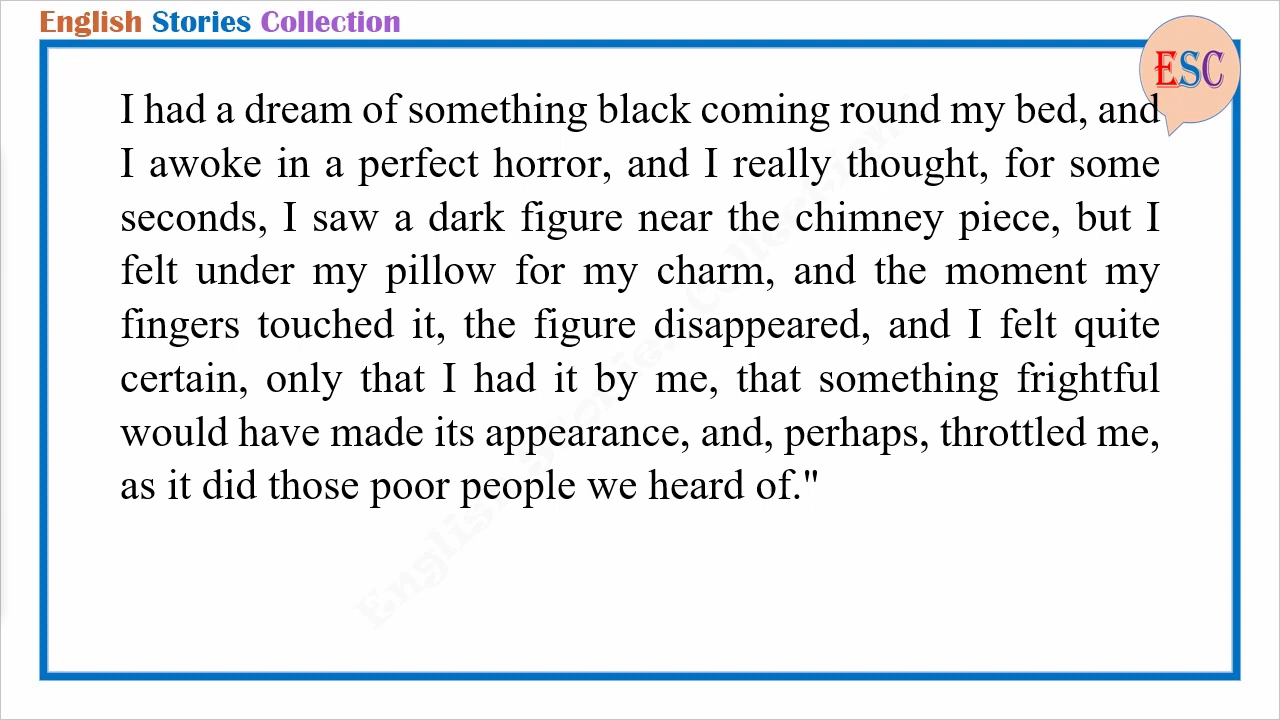 English Stories Collection
ESC
I had a dream of something black coming round my bed, and
I awoke in a perfect horror, and I really thought, for some
seconds, I saw a dark figure near the chimney piece, but I
felt under my pillow for my charm, and the moment my
fingers touched it, the figure disappeared, and I felt quite
certain, only that I had it by me, that something frightful
would have made its appearance, and, perhaps, throttled me,
as it did those poor people we heard of."
English Stories Collection